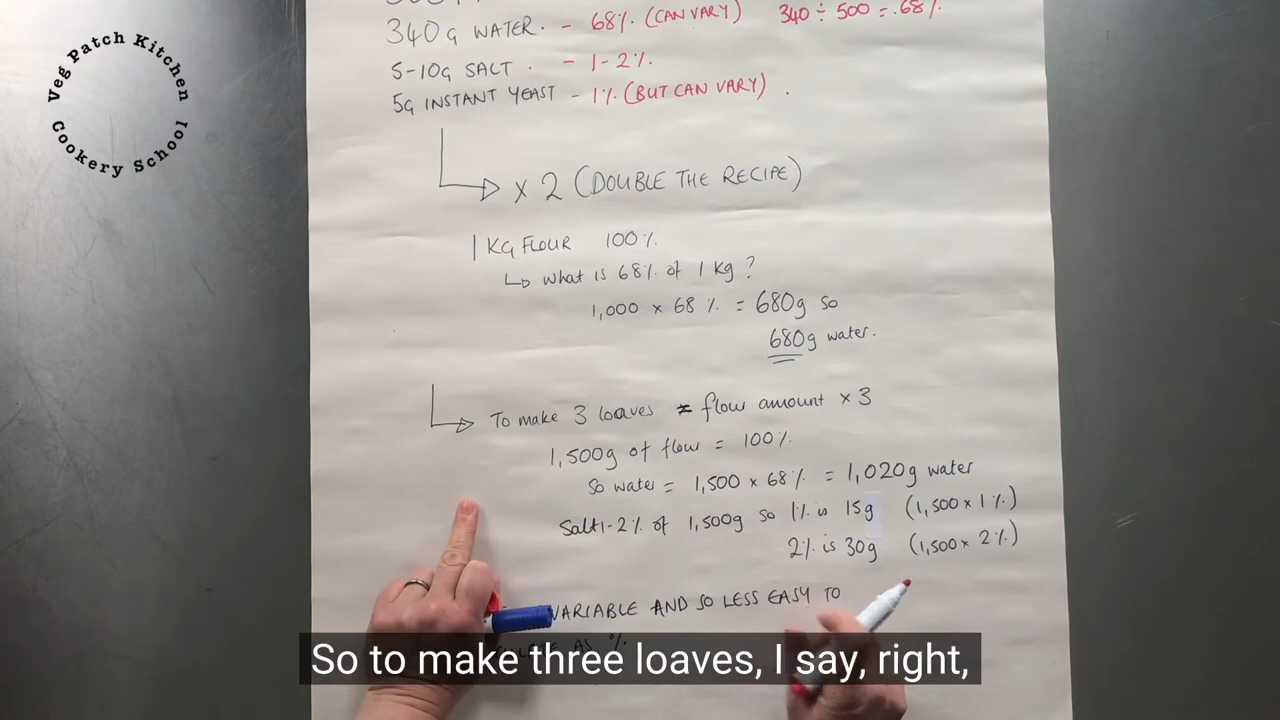 Veg Patch Kitchen
Cookery School
340g WATER. - 68% (CAN VARY) 340 ÷ 500 = .68%
5-10g SALT. - 1-2%.
5g INSTANT YEAST - 1% (BUT CAN VARY).
x 2 (DOUBLE THE RECIPE)
1 KG FLOUR 100%.
What is 68% of 1 kg?
1,000 x 68% = 680g so
680g water.
To make 3 loaves = flow amount x 3
1,500g of flow = 100%.
So water = 1,500 x 68% = 1,020g water
Salt 1-2% of 1,500g so 1% is 15g (1,500 x 1%)
2% is 30g (1,500 x 2%)
VARIABLE AND SO LESS EASY TO
AS %.
So to make three loaves, I say, right,